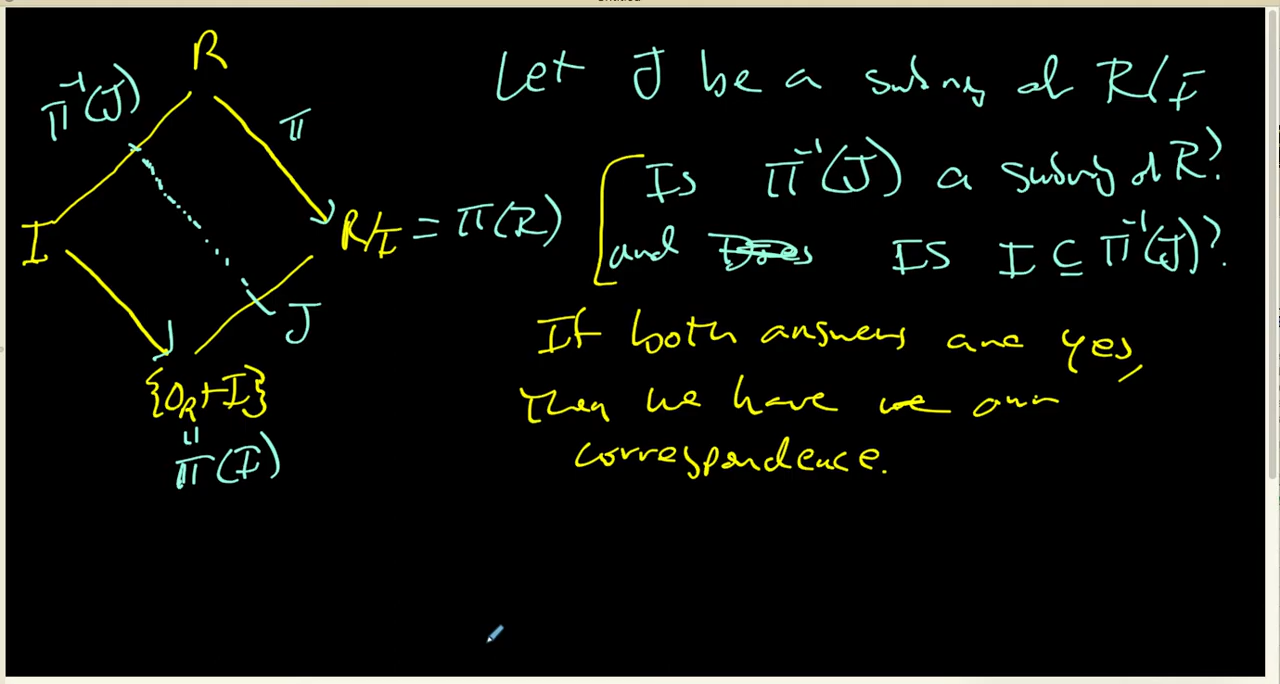 Untitled
R
π⁻¹(J)
π
Let J be a subring of R/I
I
R/I = π(R)
Is π⁻¹(J) a subring of R?
and Does IS I ⊆ π⁻¹(J)?
J
{0_R + I}
"
π(I)
If both answers are yes,
then we have we our
correspondence.